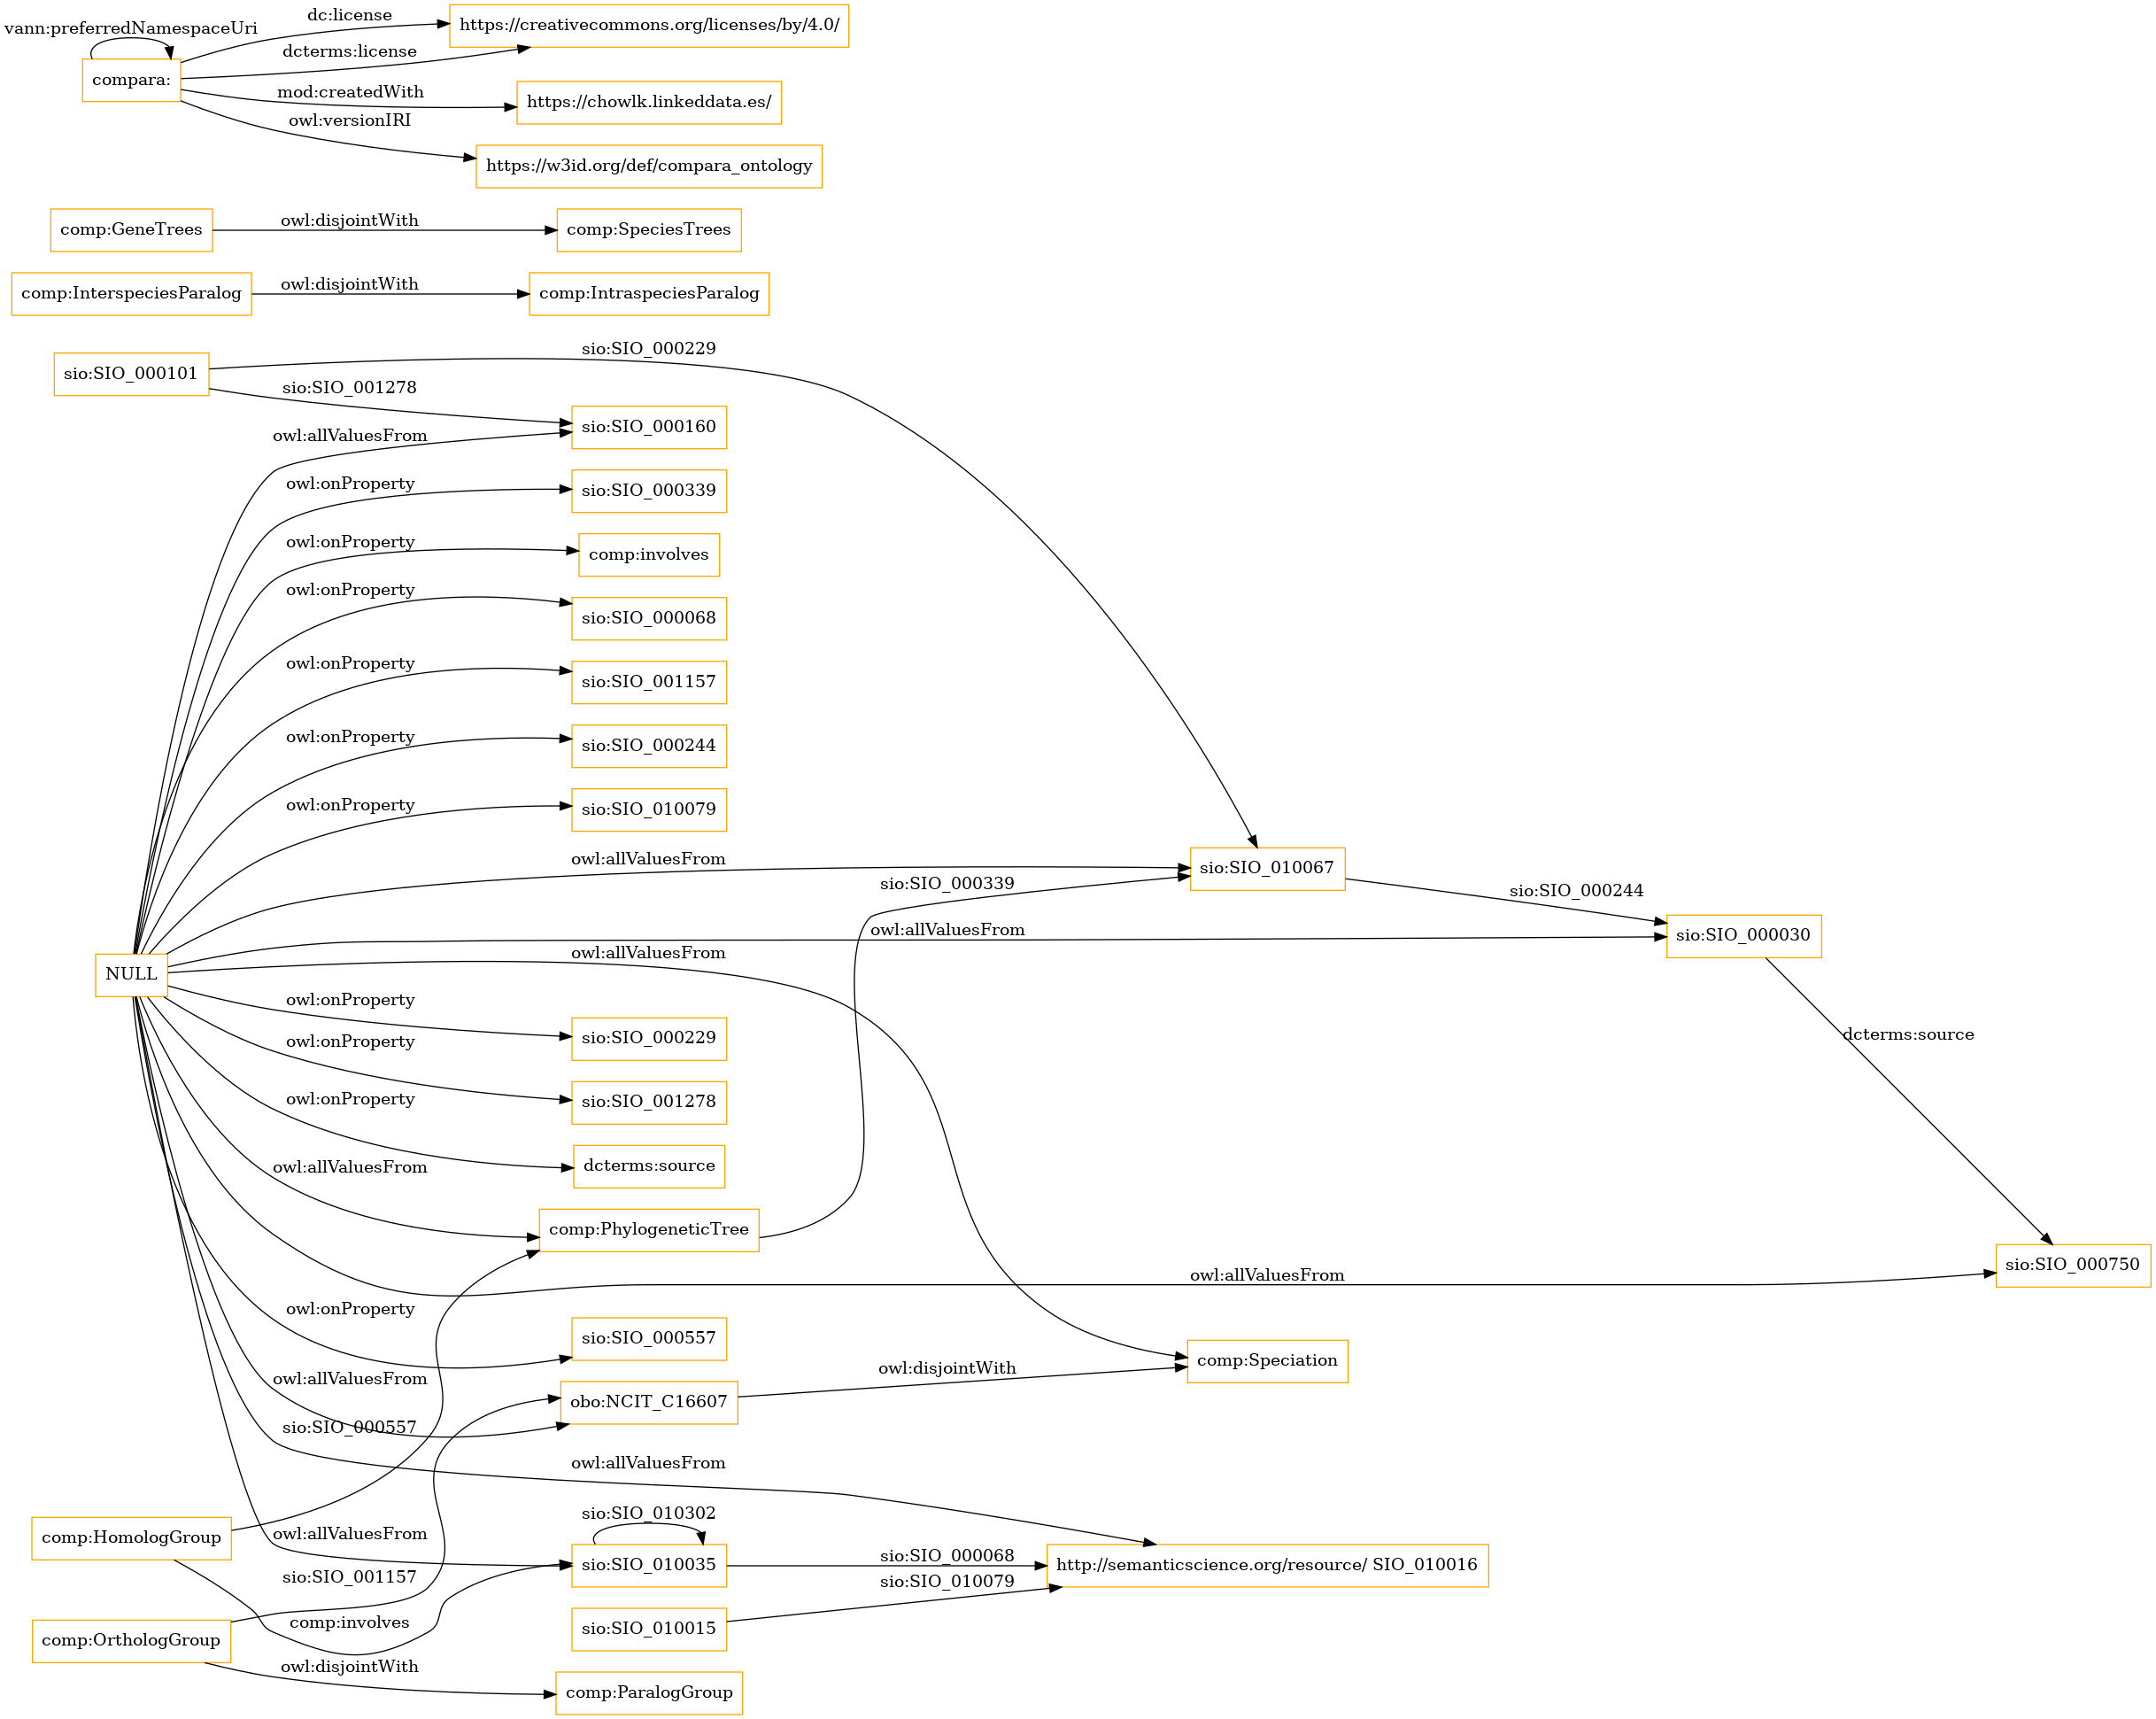 dc:license
https://creativecommons.org/licenses/by/4.0/
vann:preferredNamespaceUri
dcterms:license
compara:
mod:createdWith
https://chowlk.linkeddata.es/
owl:versionIRI
https://w3id.org/def/compara_ontology
comp:GeneTrees
owl:disjointWith
comp:SpeciesTrees
comp:InterspeciesParalog
owl:disjointWith
comp:IntraspeciesParalog
sio:SIO_000229
sio:SIO_000101
sio:SIO_001278
sio:SIO_000160
owl:allValuesFrom
owl:onProperty
sio:SIO_000339
owl:onProperty
comp:involves
owl:onProperty
sio:SIO_000068
owl:onProperty
sio:SIO_001157
owl:onProperty
sio:SIO_000244
owl:onProperty
sio:SIO_010079
owl:allValuesFrom
sio:SIO_010067
sio:SIO_000339
sio:SIO_000244
owl:allValuesFrom
sio:SIO_000030
owl:allValuesFrom
NULL
owl:onProperty
sio:SIO_000229
dcterms:source
owl:onProperty
sio:SIO_001278
owl:onProperty
dcterms:source
owl:allValuesFrom
comp:PhylogeneticTree
owl:allValuesFrom
sio:SIO_000750
owl:onProperty
sio:SIO_000557
comp:Speciation
owl:disjointWith
owl:allValuesFrom
obo:NCIT_C16607
sio:SIO_000557
owl:allValuesFrom
sio:SIO_010302
comp:HomologGroup
owl:allValuesFrom
sio:SIO_010035
sio:SIO_000068
http://semanticscience.org/resource/ SIO_010016
sio:SIO_001157
sio:SIO_010079
comp:involves
sio:SIO_010015
comp:OrthologGroup
owl:disjointWith
comp:ParalogGroup